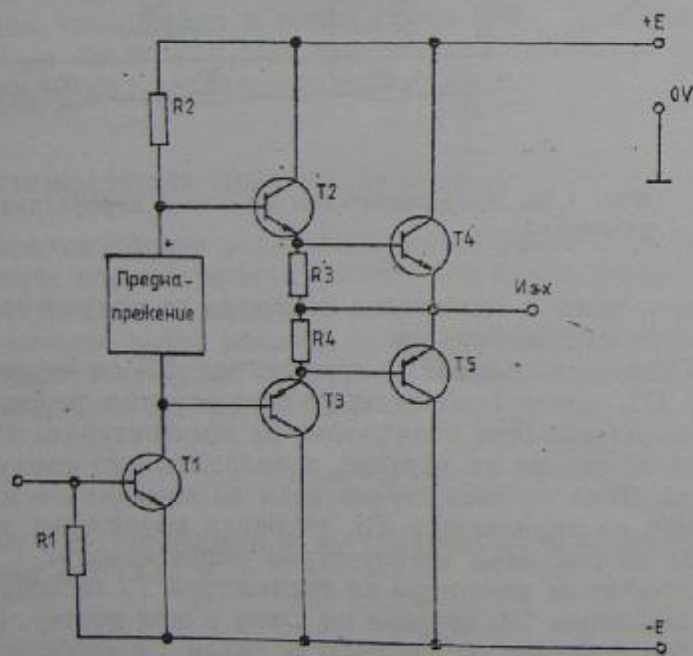 +E
R2
0V
T2
+
T4
Предна-
прежение
R3
Изх
R4
T5
T3
T1
R1
-E